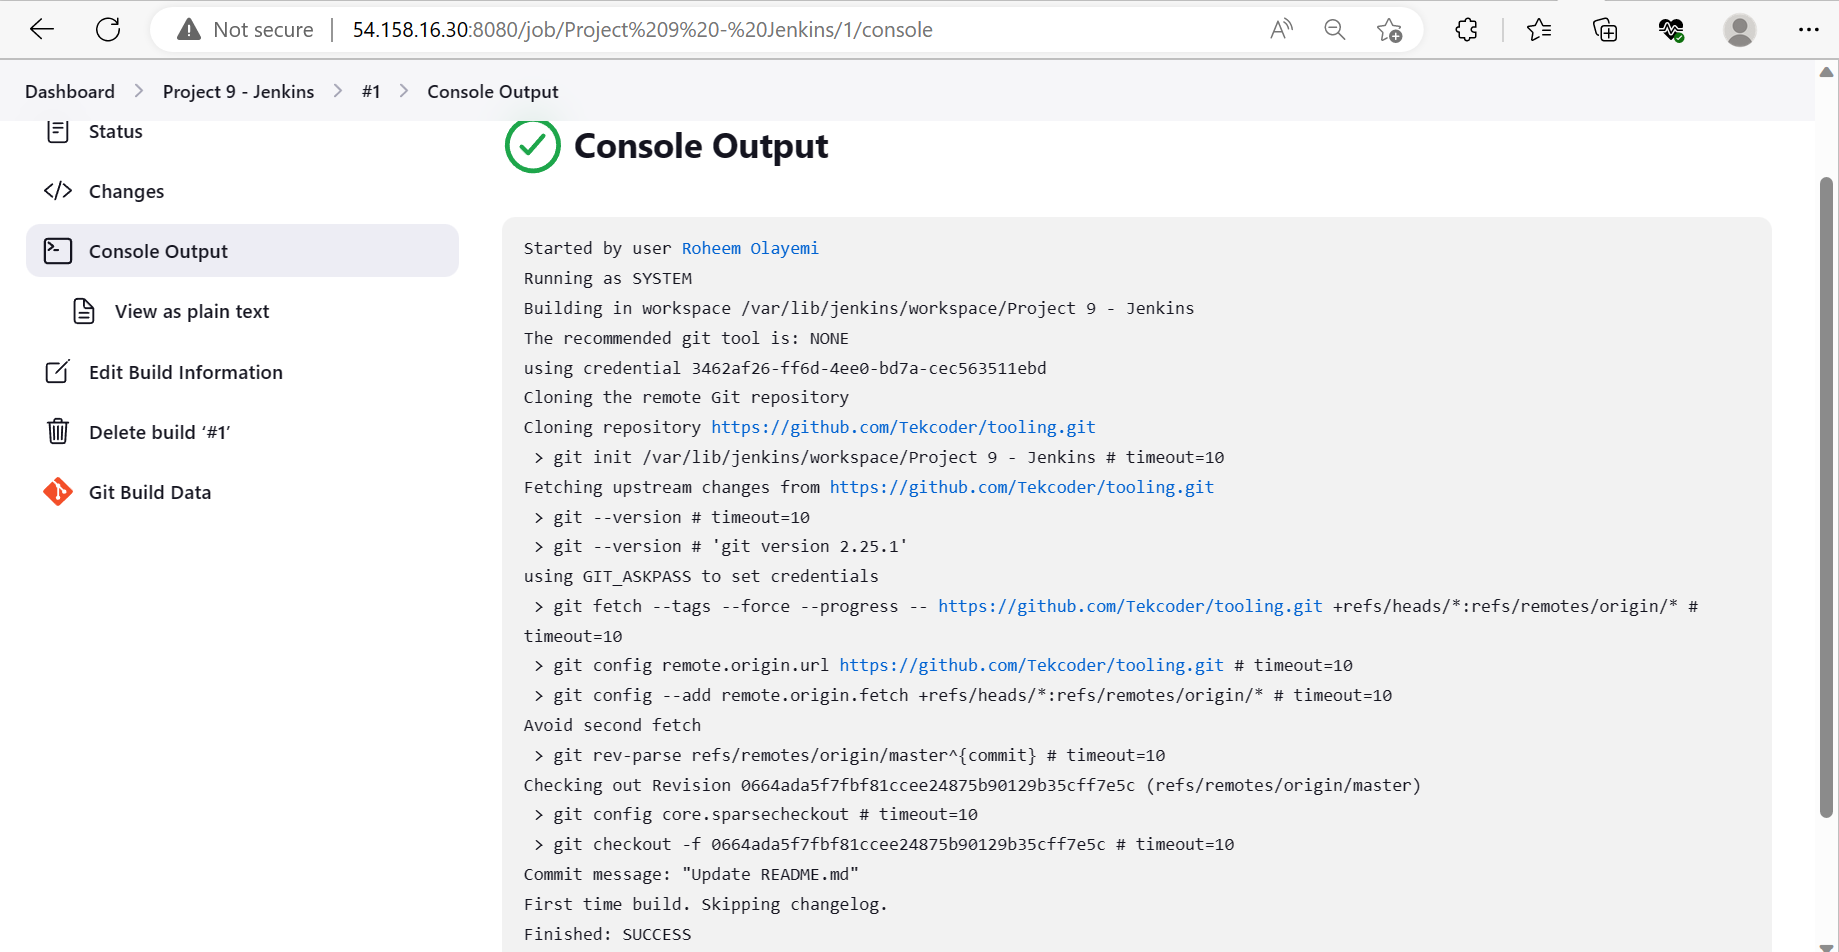 Not secure | 54.158.16.30:8080/job/Project%209%20-%20Jenkins/1/console
Dashboard > Project 9 - Jenkins > #1 > Console Output
Status
Changes
Console Output
View as plain text
Edit Build Information
Delete build ‘#1’
Git Build Data
Console Output
Started by user Roheem Olayemi
Running as SYSTEM
Building in workspace /var/lib/jenkins/workspace/Project 9 - Jenkins
The recommended git tool is: NONE
using credential 3462af26-ff6d-4ee0-bd7a-cec563511ebd
Cloning the remote Git repository
Cloning repository https://github.com/Tekcoder/tooling.git
 > git init /var/lib/jenkins/workspace/Project 9 - Jenkins # timeout=10
Fetching upstream changes from https://github.com/Tekcoder/tooling.git
 > git --version # timeout=10
 > git --version # 'git version 2.25.1'
using GIT_ASKPASS to set credentials
 > git fetch --tags --force --progress -- https://github.com/Tekcoder/tooling.git +refs/heads/*:refs/remotes/origin/* #
timeout=10
 > git config remote.origin.url https://github.com/Tekcoder/tooling.git # timeout=10
 > git config --add remote.origin.fetch +refs/heads/*:refs/remotes/origin/* # timeout=10
Avoid second fetch
 > git rev-parse refs/remotes/origin/master^{commit} # timeout=10
Checking out Revision 0664ada5f7fbf81ccee24875b90129b35cff7e5c (refs/remotes/origin/master)
 > git config core.sparsecheckout # timeout=10
 > git checkout -f 0664ada5f7fbf81ccee24875b90129b35cff7e5c # timeout=10
Commit message: "Update README.md"
First time build. Skipping changelog.
Finished: SUCCESS